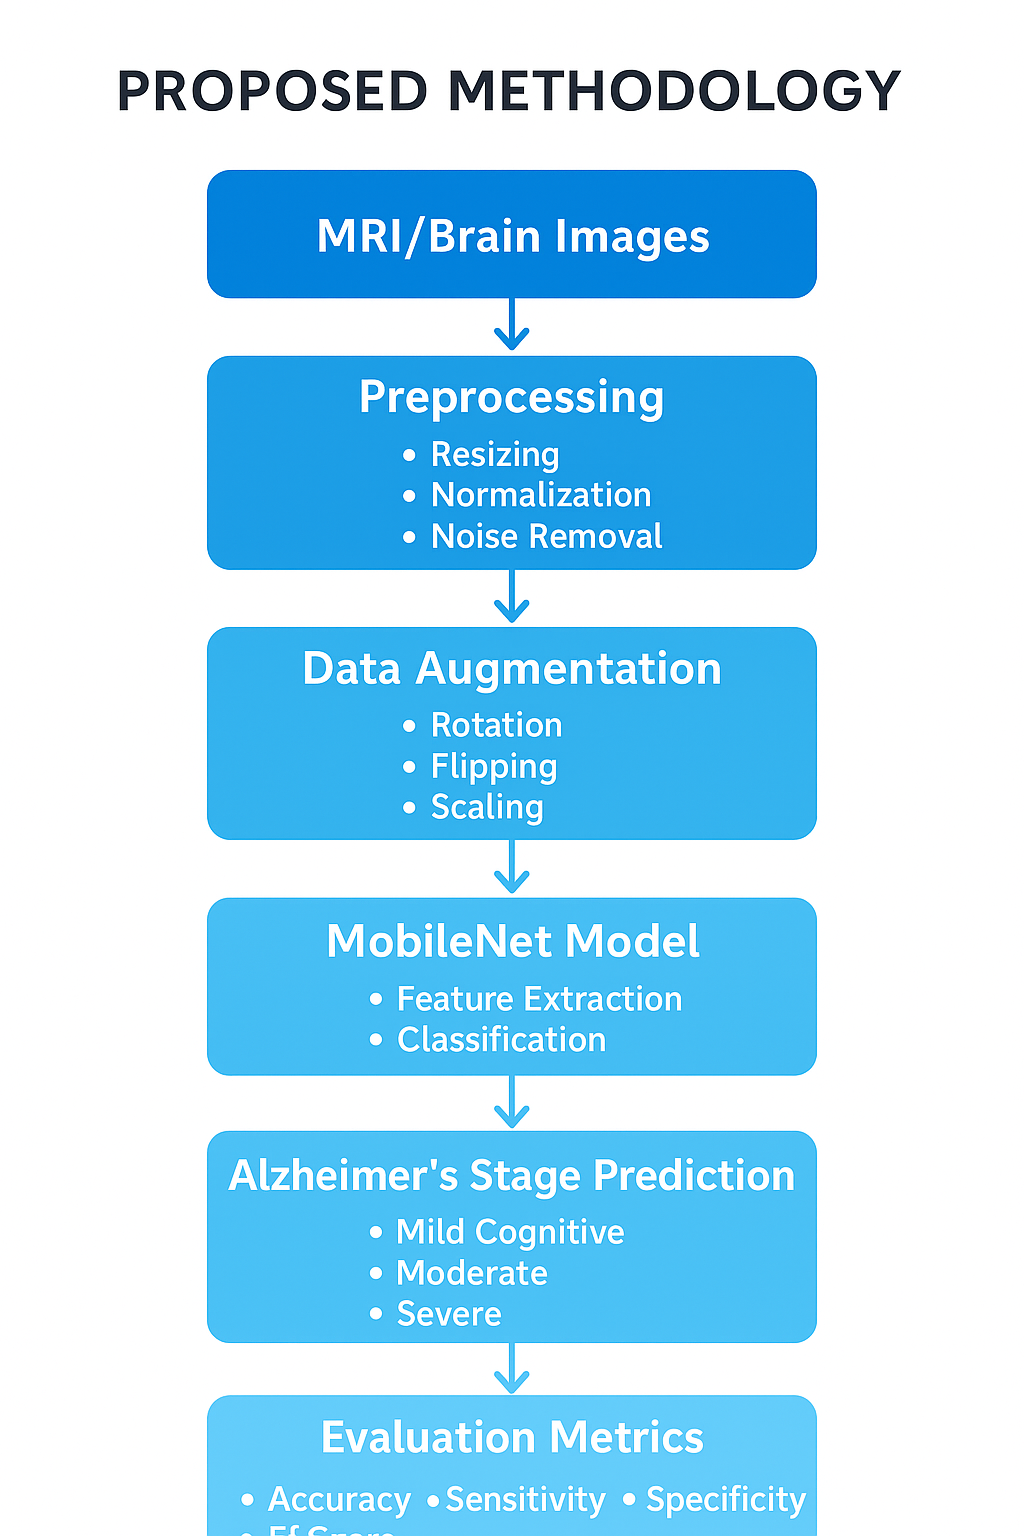 PROPOSED METHODOLOGY
MRI/Brain Images
Preprocessing
• Resizing
• Normalization
• Noise Removal
Data Augmentation
• Rotation
• Flipping
• Scaling
MobileNet Model
• Feature Extraction
• Classification
Alzheimer's Stage Prediction
• Mild Cognitive
• Moderate
• Severe
Evaluation Metrics
• Accuracy • Sensitivity • Specificity